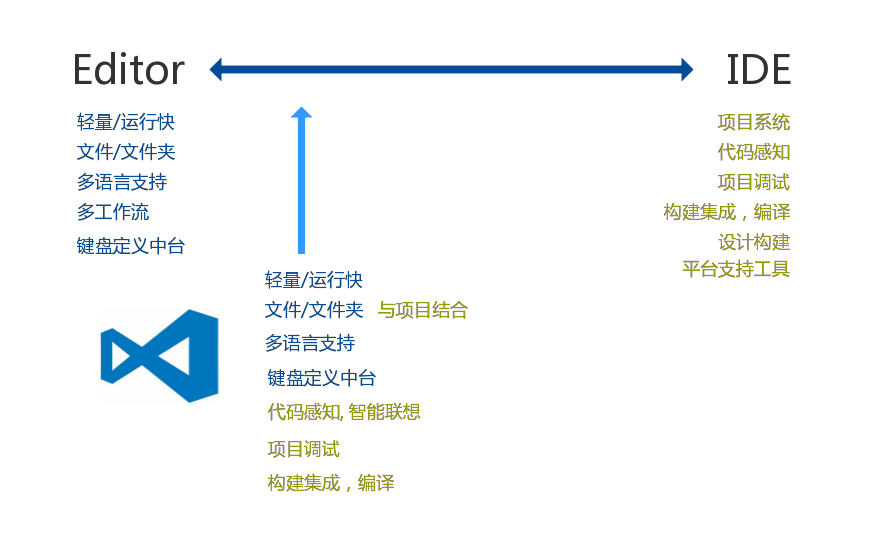 Editor
IDE
轻量/运行快
文件/文件夹
多语言支持
多工作流
键盘定义中台
项目系统
代码感知
项目调试
构建集成，编译
设计构建
平台支持工具
轻量/运行快
文件/文件夹 与项目结合
多语言支持
键盘定义中台
代码感知, 智能联想
项目调试
构建集成，编译